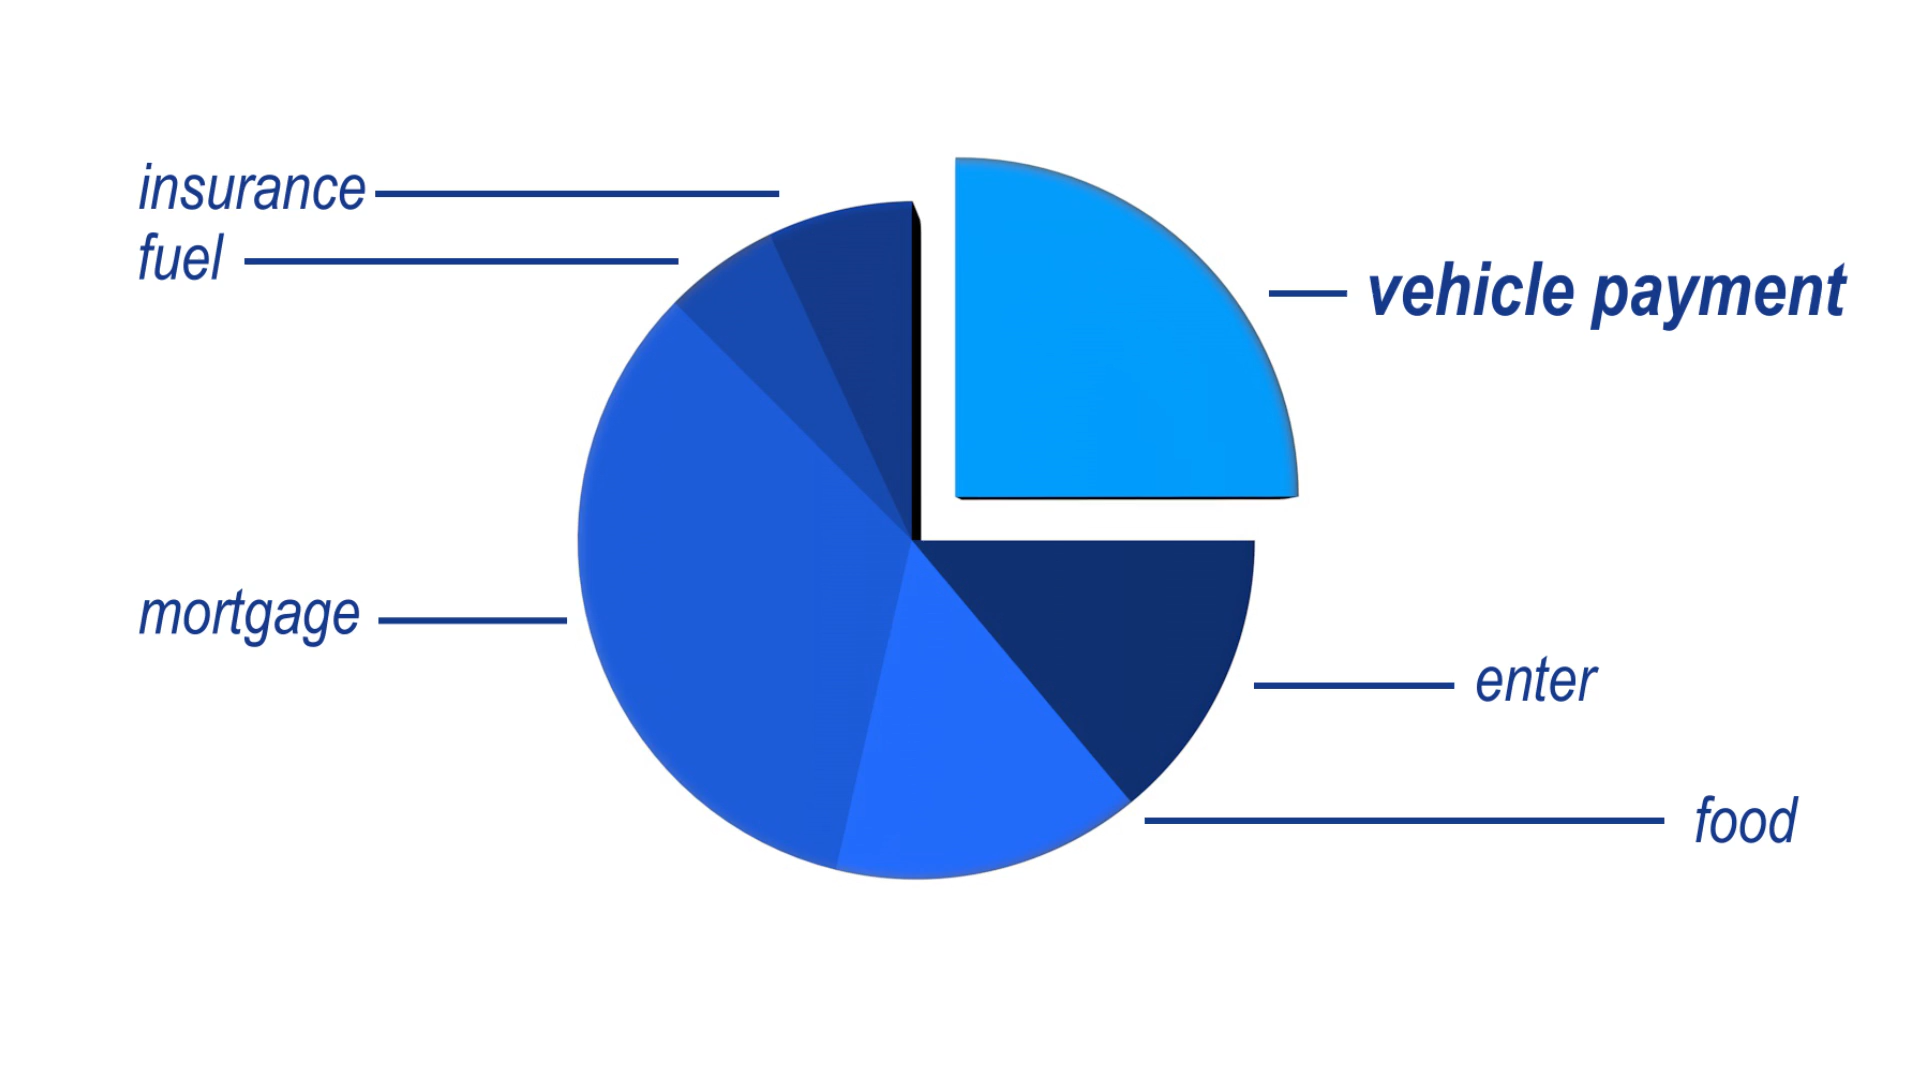 insurance
fuel
vehicle payment
mortgage
enter
food